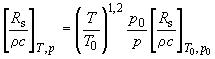 [Rs/ρc]T,p = (T/T0)^1,2 p0/p [Rs/ρc]T0,p0